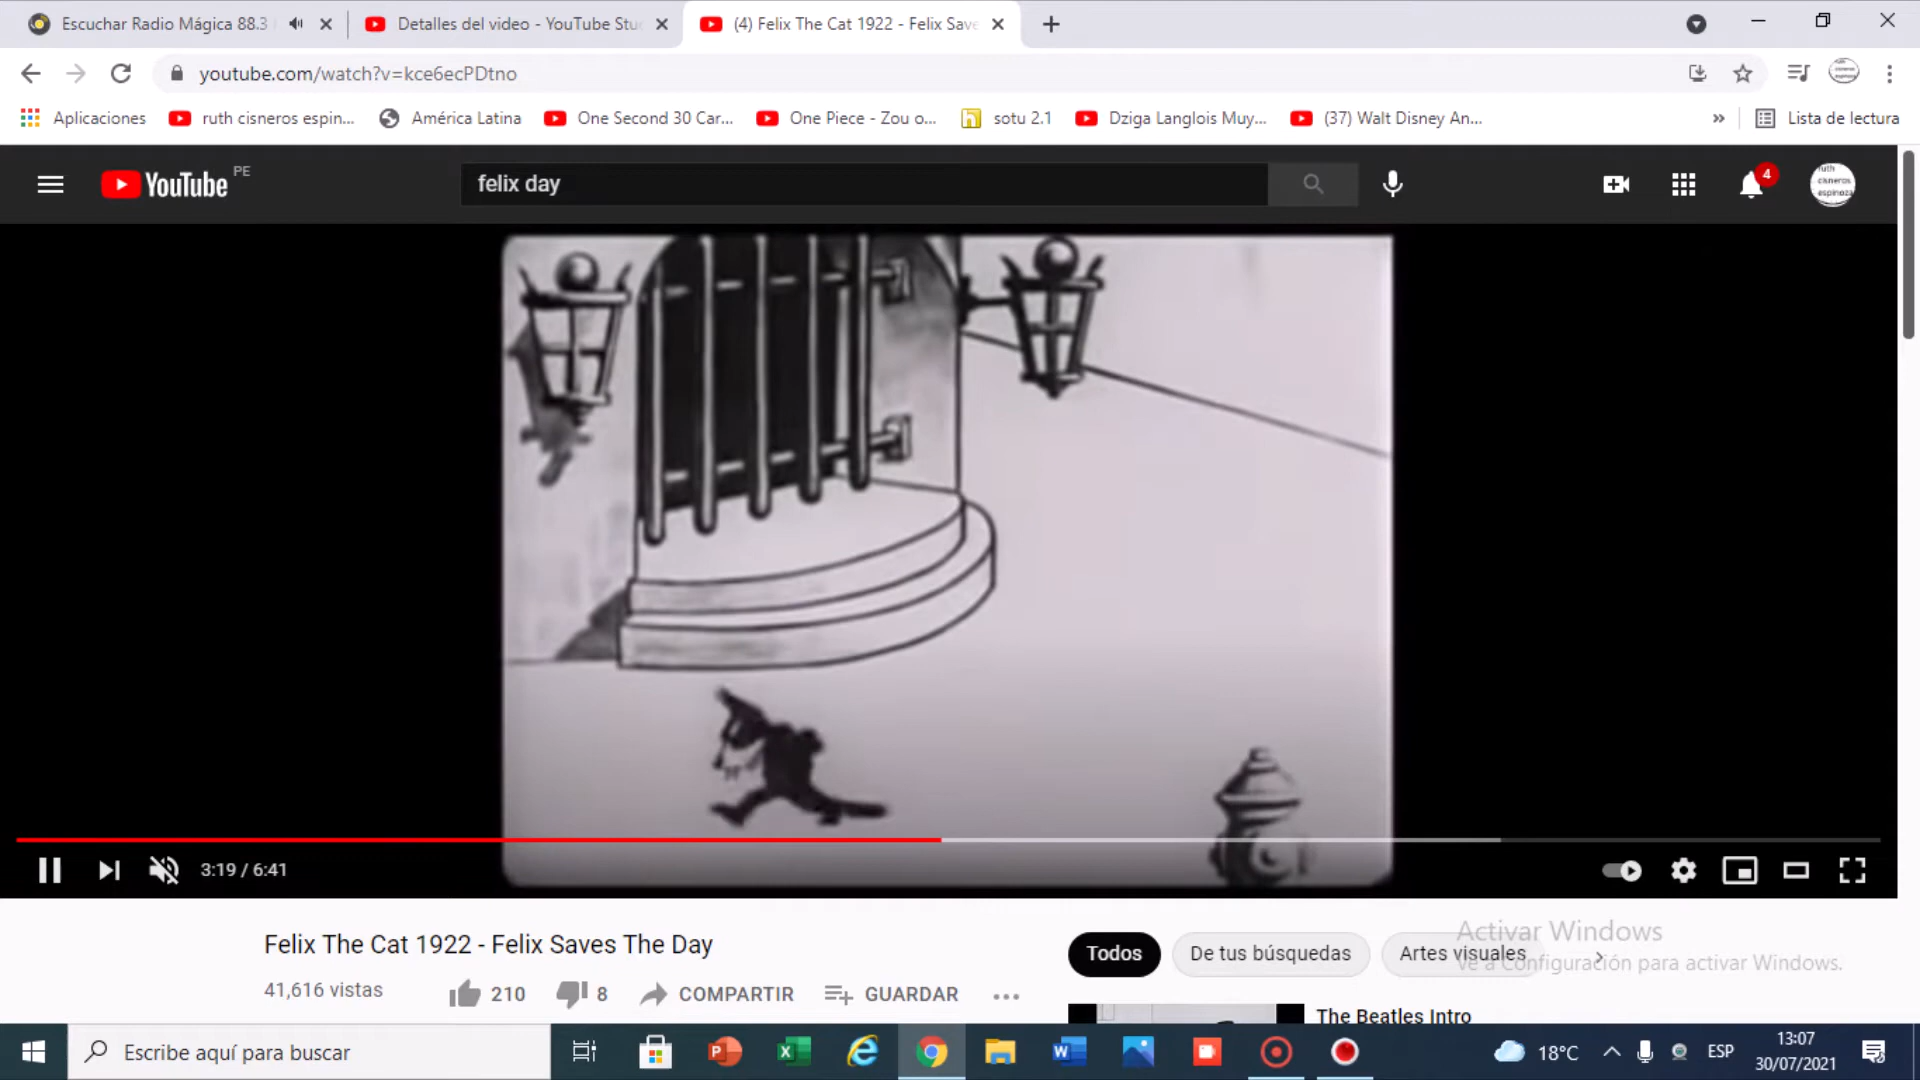 Escuchar Radio Mágica 88.3
Detalles del video - YouTube Stu
(4) Felix The Cat 1922 - Felix Save
youtube.com/watch?v=kce6ecPDtno
Aplicaciones
ruth cisneros espin...
América Latina
One Second 30 Car...
One Piece - Zou o...
sotu 2.1
Dziga Langlois Muy...
(37) Walt Disney An...
»
Lista de lectura
YouTube PE
felix day
4
ruth cisneros espinoza
3:19 / 6:41
Felix The Cat 1922 - Felix Saves The Day
41,616 vistas
210
8
COMPARTIR
GUARDAR
Todos
De tus búsquedas
Artes visuales
Activar Windows
Ve a Configuración para activar Windows.
The Beatles Intro
Escribe aquí para buscar
18°C
ESP
13:07
30/07/2021